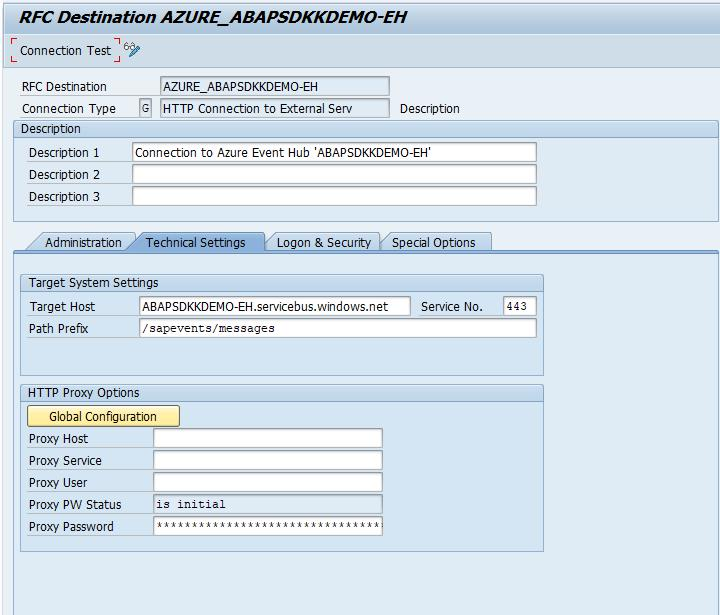 RFC Destination AZURE_ABAPSDKKDEMO-EH
Connection Test
RFC Destination AZURE_ABAPSDKKDEMO-EH
Connection Type G HTTP Connection to External Serv Description
Description
Description 1 Connection to Azure Event Hub 'ABAPSDKKDEMO-EH'
Description 2
Description 3
Administration Technical Settings Logon & Security Special Options
Target System Settings
Target Host ABAPSDKKDEMO-EH.servicebus.windows.net Service No. 443
Path Prefix /sapevents/messages
HTTP Proxy Options
Global Configuration
Proxy Host
Proxy Service
Proxy User
Proxy PW Status is initial
Proxy Password *********************************